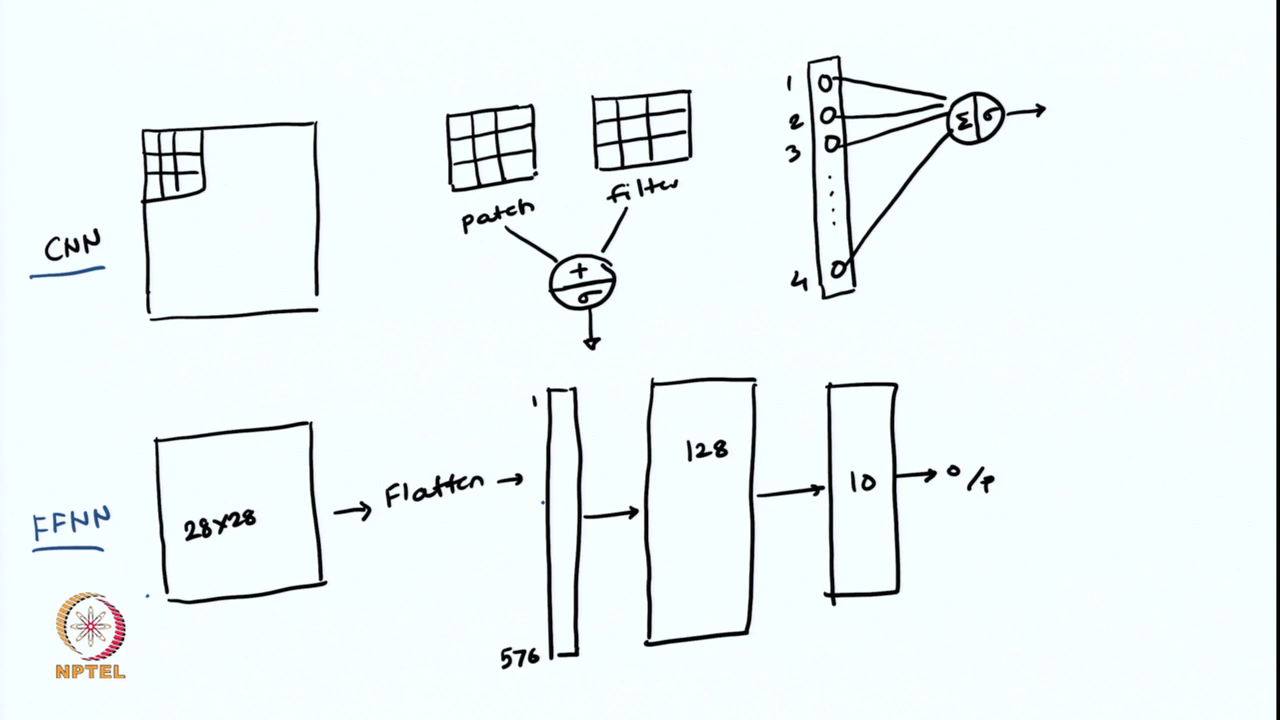 1
2
3
4
Σ σ
patch
filter
+
σ
CNN
FFNN
28x28
Flatten
1
576
128
10
o/p
NPTEL